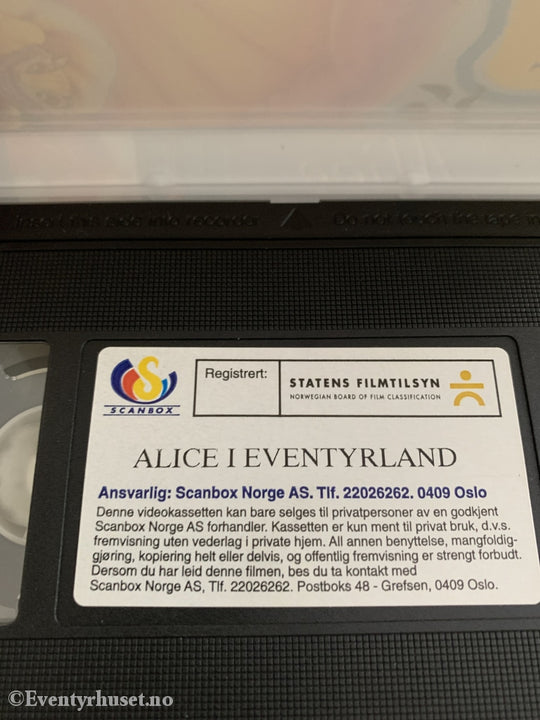 Insert this side into recorder
Do not touch the tape in
SCANBOX
Registrert:
STATENS FILMTILSYN
NORWEGIAN BOARD OF FILM CLASSIFICATION
ALICE I EVENTYRLAND
Ansvarlig: Scanbox Norge AS. Tlf. 22026262. 0409 Oslo
Denne videokassetten kan bare selges til privatpersoner av en godkjent
Scanbox Norge AS forhandler. Kassetten er kun ment til privat bruk, d.v.s.
fremvisning uten vederlag i private hjem. All annen benyttelse, mangfoldig-
gjøring, kopiering helt eller delvis, og offentlig fremvisning er strengt forbudt.
Dersom du har leid denne filmen, bes du ta kontakt med
Scanbox Norge AS, Tlf. 22026262. Postboks 48 - Grefsen, 0409 Oslo.
©Eventyrhuset.no